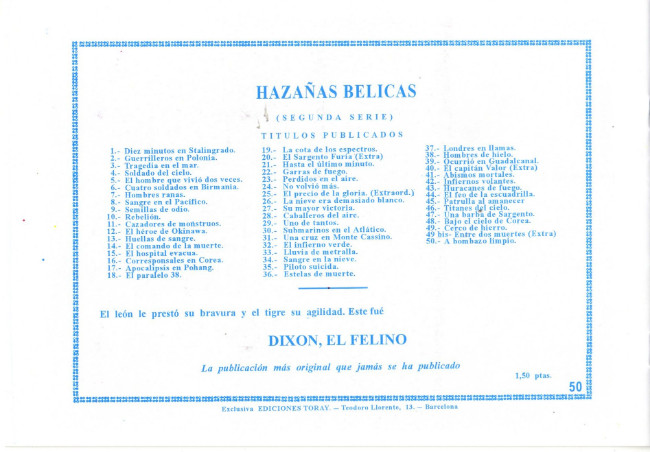 HAZAÑAS BELICAS
(SEGUNDA SERIE)
TITULOS PUBLICADOS
1.- Diez minutos en Stalingrado.
2.- Guerrilleros en Polonia.
3.- Tragedia en el mar.
4.- Soldado del cielo.
5.- El hombre que vivió dos veces.
6.- Cuatro soldados en Birmania.
7.- Hombres ranas.
8.- Sangre en el Pacífico.
9.- Semillas de odio.
10.- Rebelión.
11.- Cazadores de monstruos.
12.- El héroe de Okinawa.
13.- Huellas de sangre.
14.- El comando de la muerte.
15.- El hospital evacua.
16.- Corresponsales en Corea.
17.- Apocalipsis en Pohang.
18.- El paralelo 38.
19.- La cota de los espectros.
20.- El Sargento Furia (Extra)
21.- Hasta el último minuto.
22.- Garras de fuego.
23.- Perdidos en el aire.
24.- No volvió más.
25.- El precio de la gloria. (Extraord.)
26.- La nieve era demasiado blanco.
27.- Su mayor victoria.
28.- Caballeros del aire.
29.- Uno de tantos.
30.- Submarinos en el Atlático.
31.- Una cruz en Monte Cassino.
32.- El infierno verde.
33.- Lluvia de metralla.
34.- Sangre en la nieve.
35.- Piloto suicida.
36.- Estelas de muerte.
37.- Londres en llamas.
38.- Hombres de hielo.
39.- Ocurrió en Guadalcanal.
40.- El capitán Valor (Extra)
41.- Abismos mortales.
42.- Infiernos volantes.
43.- Huracanes de fuego.
44.- El feo de la escuadrilla.
45.- Patrulla al amanecer
46.- Titanes del cielo.
47.- Una barba de Sargento.
48.- Bajo el cielo de Corea.
49.- Cerco de hierro.
49 bis- Entre dos muertes (Extra)
50.- A bombazo limpio.
El león le prestó su bravura y el tigre su agilidad. Este fué
DIXON, EL FELINO
La publicación más original que jamás se ha publicado
1,50 ptas.
50
Exclusiva EDICIONES TORAY. — Teodoro Llorente, 13. — Barcelona